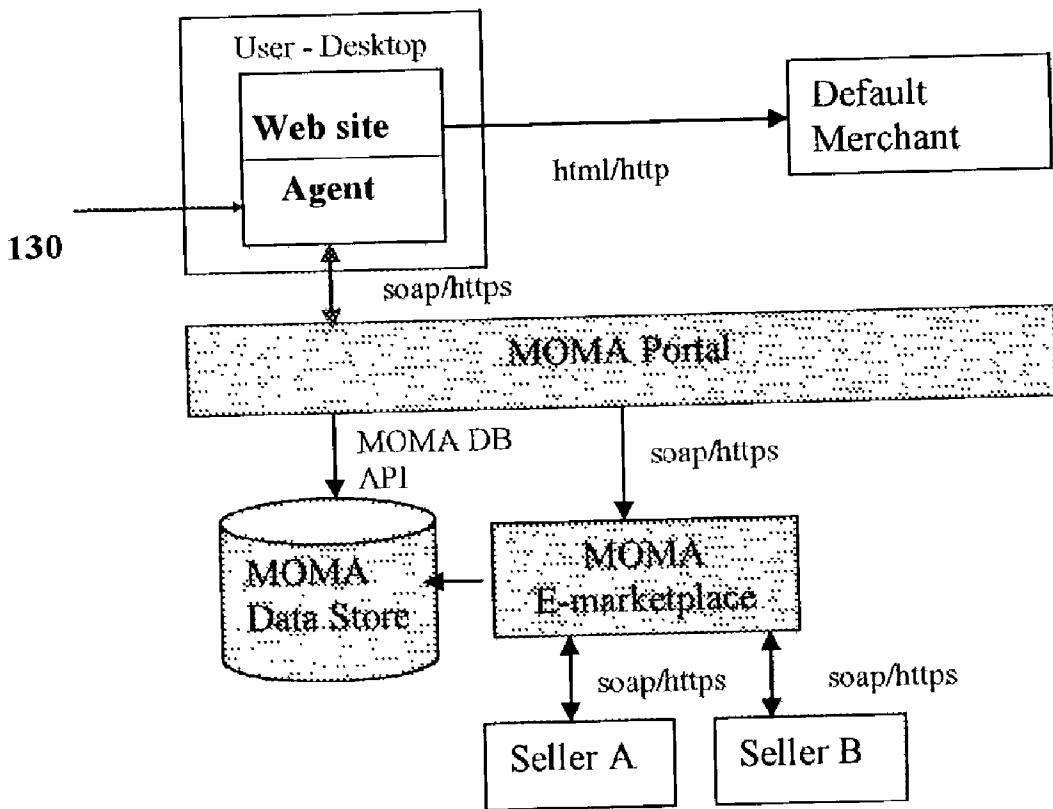 User - Desktop
Web site
Agent
Default
Merchant
html/http
130
soap/https
MOMA Portal
MOMA DB
API
soap/https
MOMA
Data Store
MOMA
E-marketplace
soap/https
soap/https
Seller A
Seller B